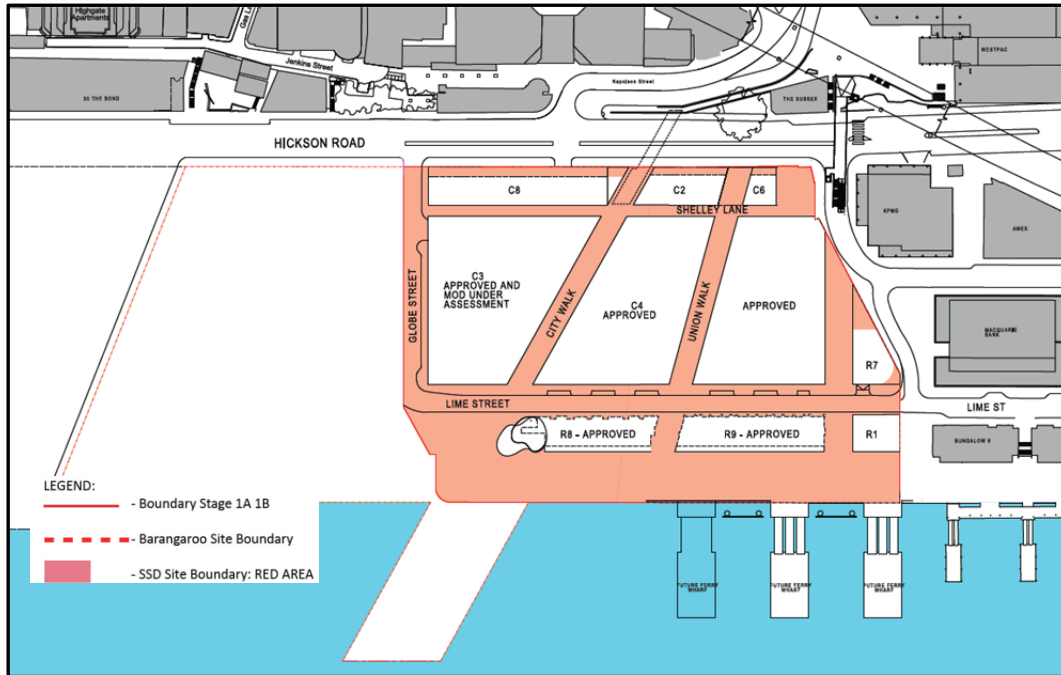 Highgate
Apartments
Gas La
Jenkins Street
30 THE BOND
Napoleon Street
THE SUSSEX
WESTPAC
HICKSON ROAD
C8
C2
C6
SHELLEY LANE
KPMG
AMEX
GLOBE STREET
C3
APPROVED AND
MOD UNDER
ASSESSMENT
CITY WALK
C4
APPROVED
UNION WALK
APPROVED
R7
MACQUARIE
BANK
LIME STREET
LIME ST
R8 - APPROVED
R9 - APPROVED
R1
BUNGALOW 8
LEGEND:
- Boundary Stage 1A 1B
- Barangaroo Site Boundary
- SSD Site Boundary: RED AREA
FUTURE FERRY
WHARF
FUTURE FERRY
WHARF
FUTURE FERRY
WHARF